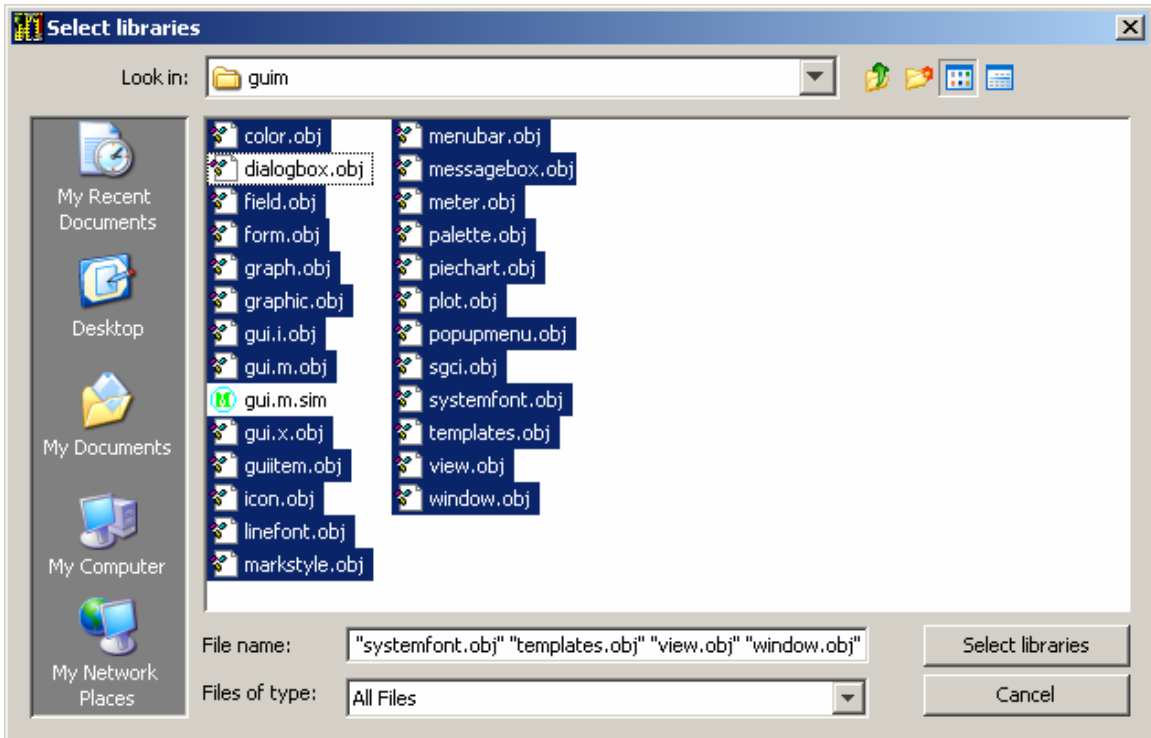 Select libraries
Look in:
guim
My Recent
Documents
Desktop
My Documents
My Computer
My Network
Places
color.obj
dialogbox.obj
field.obj
form.obj
graph.obj
graphic.obj
gui.i.obj
gui.m.obj
M
gui.m.sim
gui.x.obj
guiitem.obj
icon.obj
linefont.obj
markstyle.obj
menubar.obj
messagebox.obj
meter.obj
palette.obj
piechart.obj
plot.obj
popupmenu.obj
sgci.obj
systemfont.obj
templates.obj
view.obj
window.obj
File name:
"systemfont.obj" "templates.obj" "view.obj" "window.obj"
Select libraries
Files of type:
All Files
Cancel